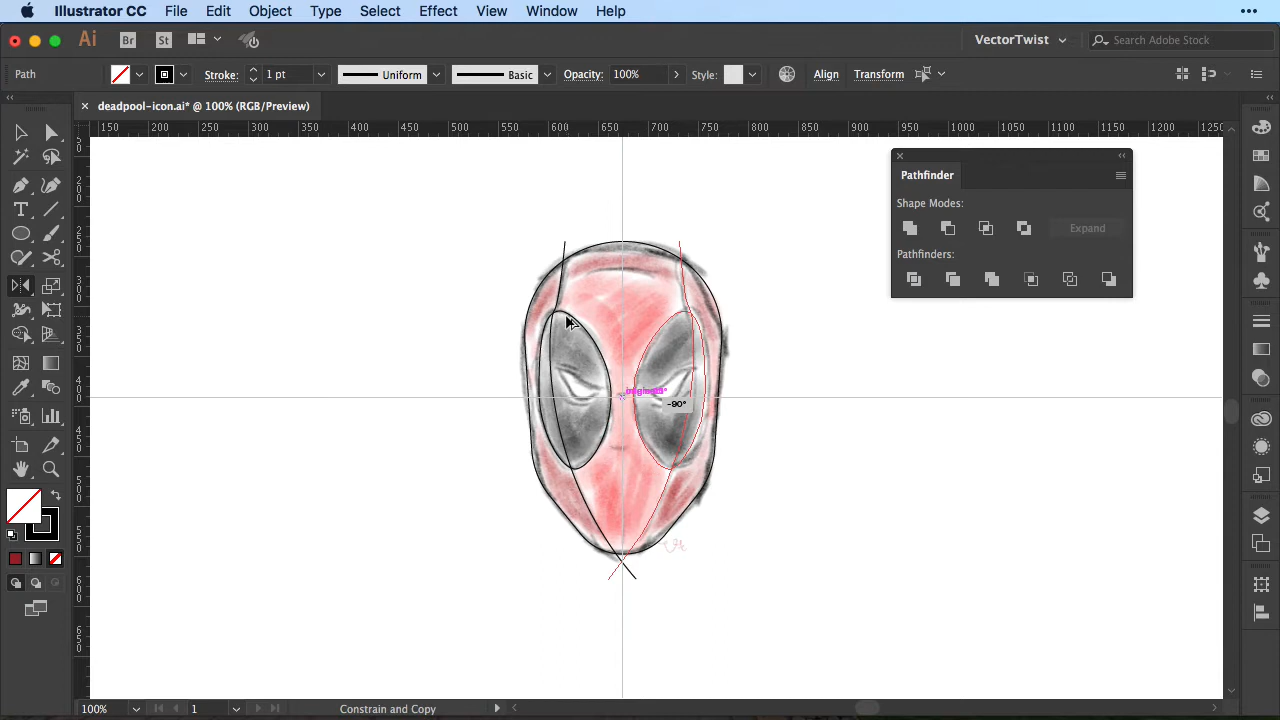 Illustrator CC File Edit Object Type Select Effect View Window Help
Ai Br St VectorTwist Search Adobe Stock
Path Stroke: 1 pt Uniform Basic Opacity: 100% Style: Align Transform
deadpool-icon.ai* @ 100% (RGB/Preview)
150 200 250 300 350 400 450 500 550 600 650 700 750 800 850 900 950 1000 1050 1100 1150 1200 1250
Pathfinder
Shape Modes:
Expand
Pathfinders:
-90°
100% 1 Constrain and Copy